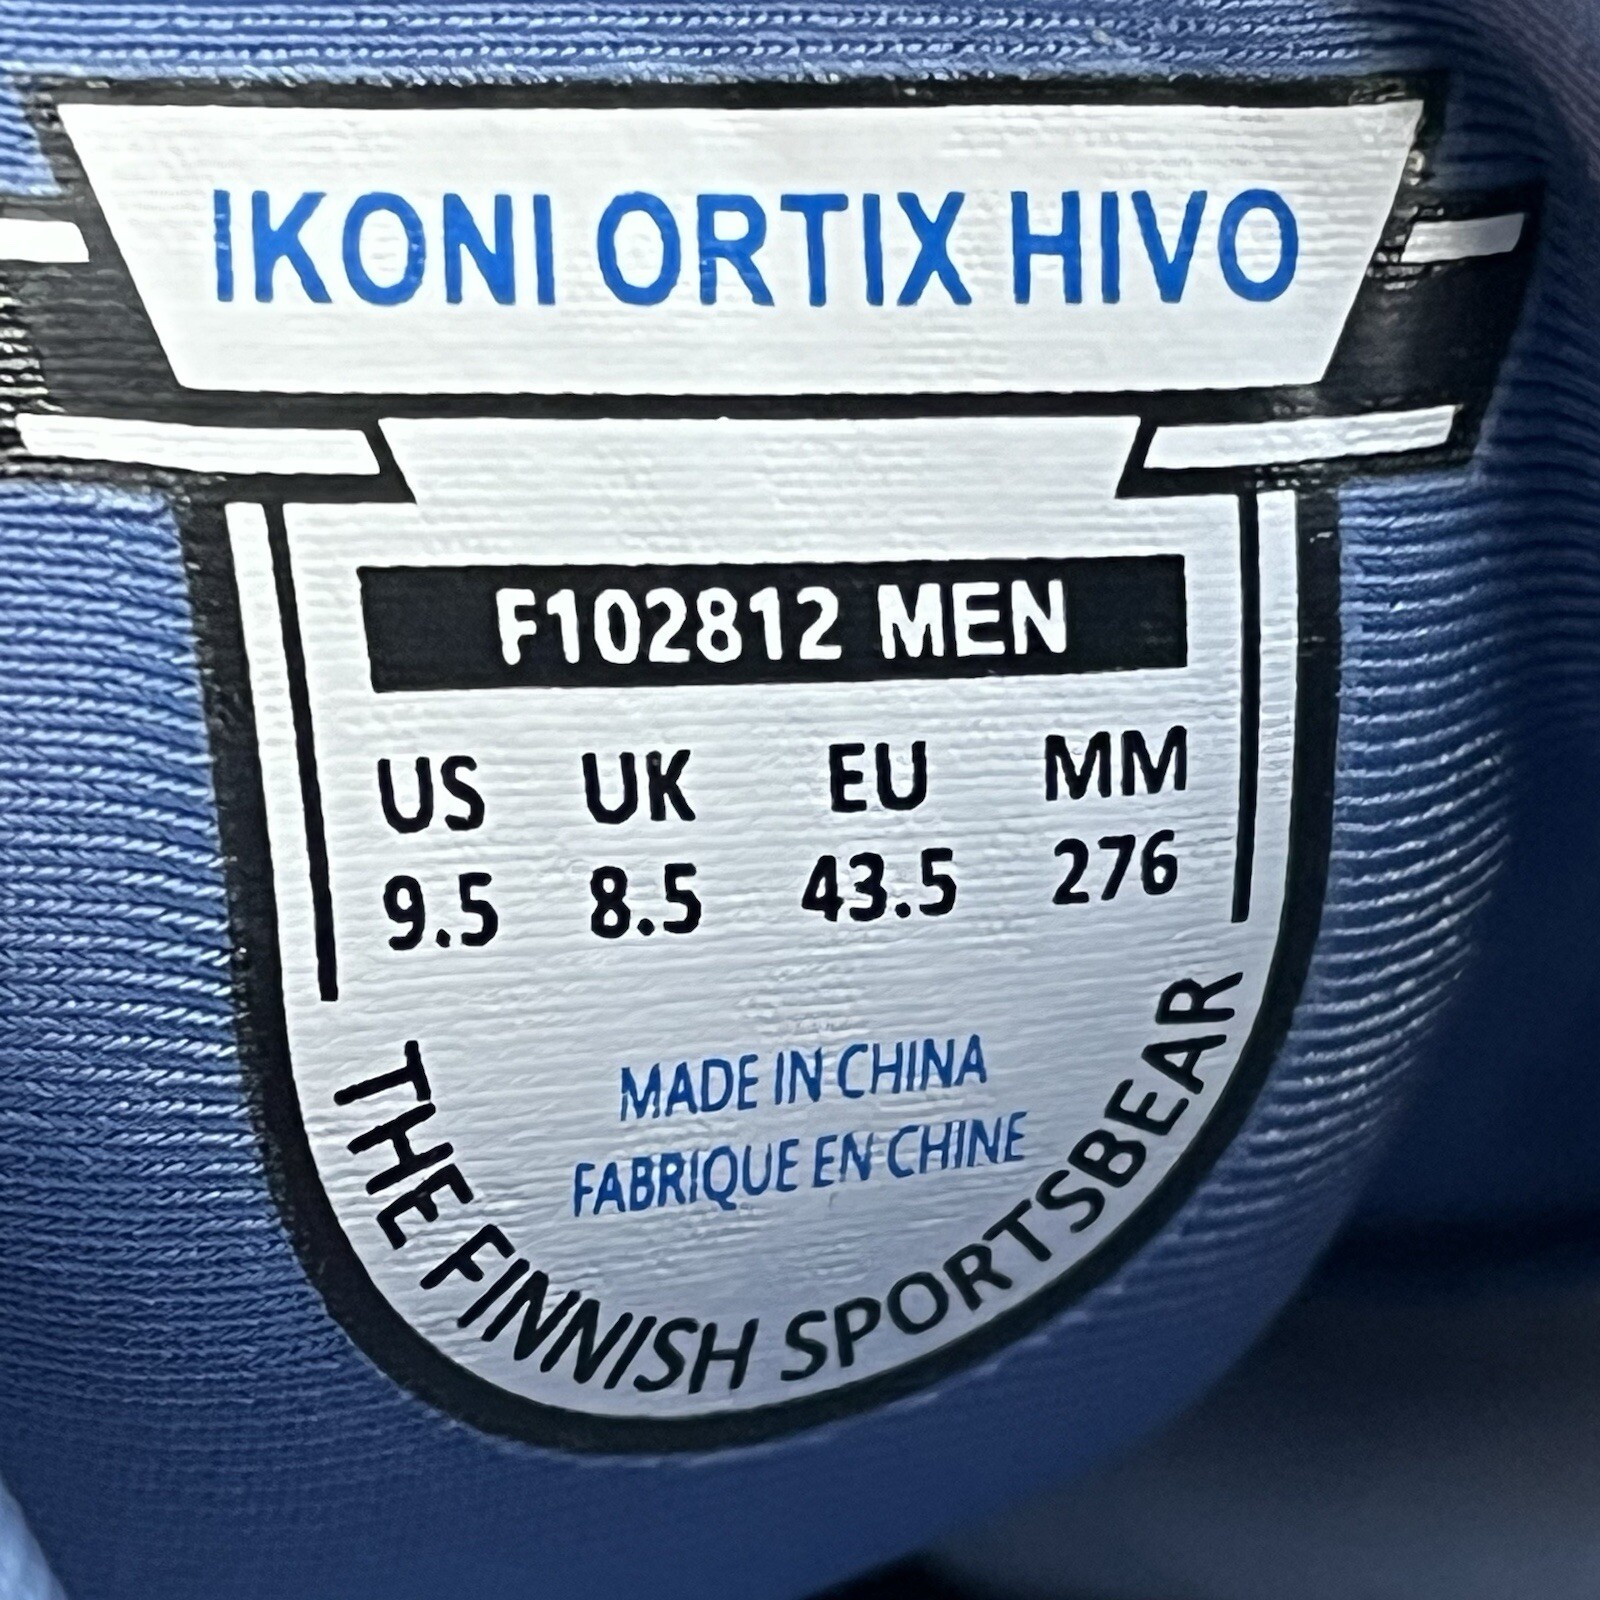 IKONI ORTIX HIVO
F102812 MEN
US UK EU MM
9.5 8.5 43.5 276
MADE IN CHINA
FABRIQUE EN CHINE
THE FINNISH SPORTSBEAR